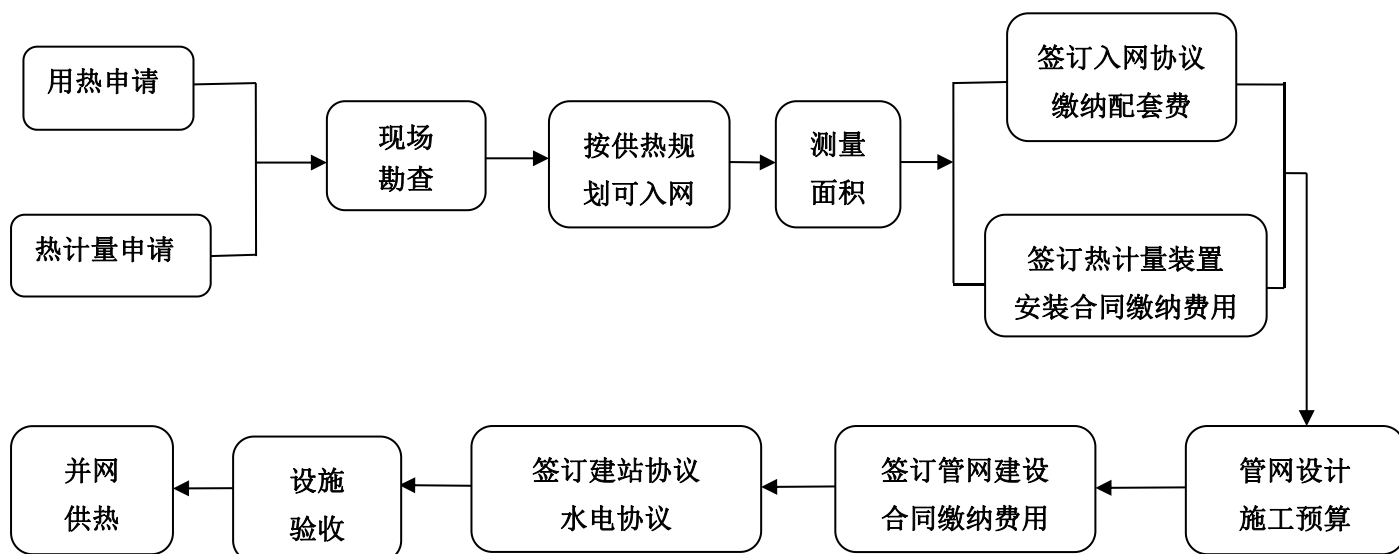 用热申请
热计量申请
现场
勘查
按供热规
划可入网
测量
面积
签订入网协议
缴纳配套费
签订热计量装置
安装合同缴纳费用
管网设计
施工预算
签订管网建设
合同缴纳费用
签订建站协议
水电协议
设施
验收
并网
供热